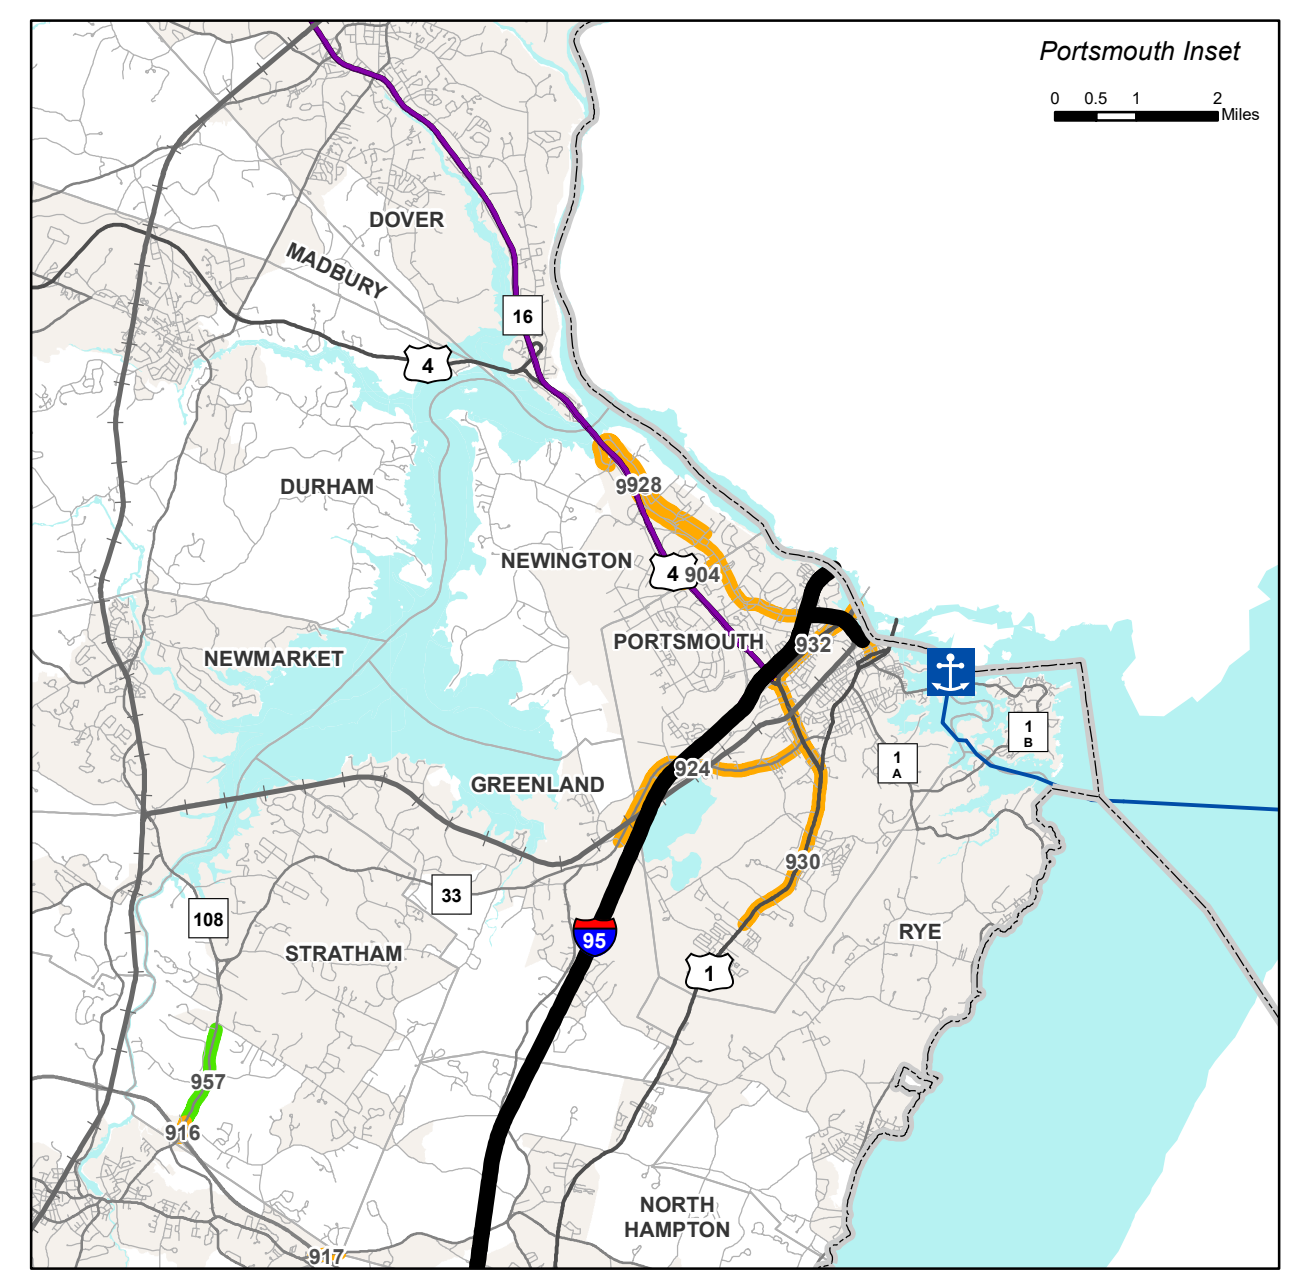 Portsmouth Inset
0 0.5 1 2
Miles
DOVER
MADBURY
16
4
DURHAM
9928
NEWINGTON
4 904
PORTSMOUTH
932
NEWMARKET
1
B
1
A
924
GREENLAND
930
33
108
RYE
95
STRATHAM
1
957
916
NORTH
HAMPTON
917